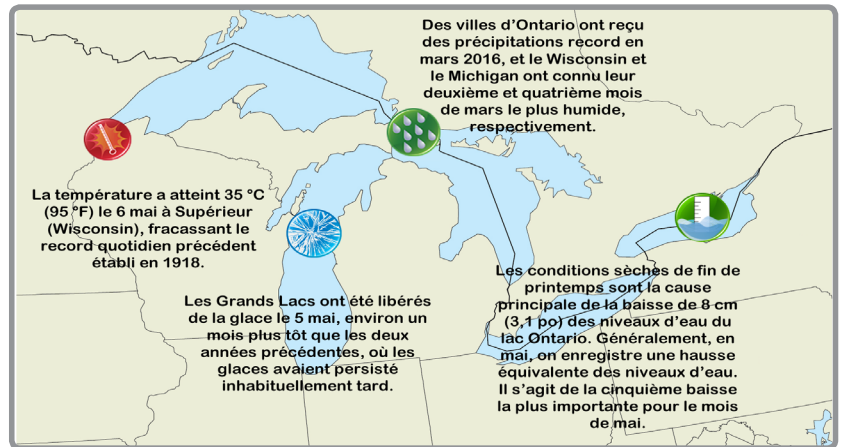 Des villes d’Ontario ont reçu
des précipitations record en
mars 2016, et le Wisconsin et
le Michigan ont connu leur
deuxième et quatrième mois
de mars le plus humide,
respectivement.
La température a atteint 35 °C
(95 °F) le 6 mai à Supérieur
(Wisconsin), fracassant le
record quotidien précédent
établi en 1918.
Les Grands Lacs ont été libérés
de la glace le 5 mai, environ un
mois plus tôt que les deux
années précédentes, où les
glaces avaient persisté
inhabituellement tard.
Les conditions sèches de fin de
printemps sont la cause
principale de la baisse de 8 cm
(3,1 po) des niveaux d’eau du
lac Ontario. Généralement, en
mai, on enregistre une hausse
équivalente des niveaux d’eau.
Il s’agit de la cinquième baisse
la plus importante pour le mois
de mai.